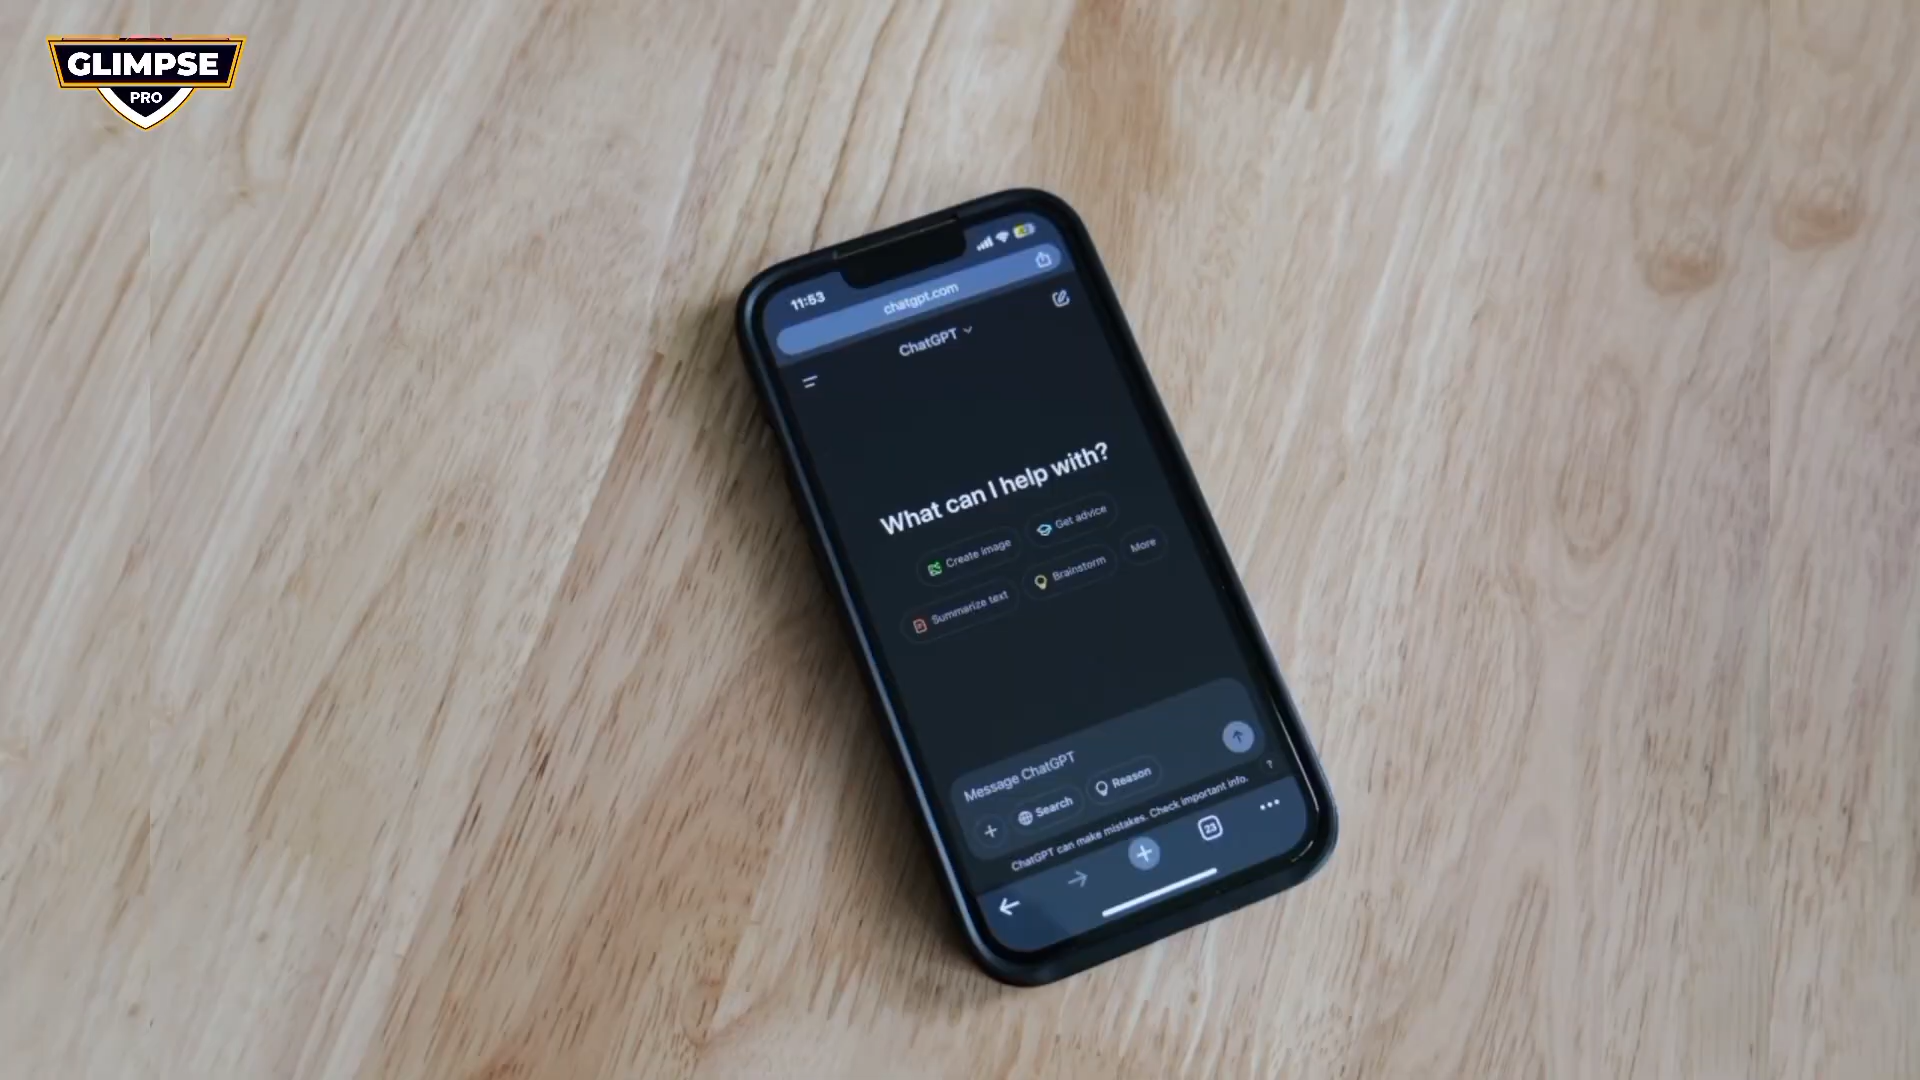 GLIMPSE
PRO
11:53
chatgpt.com
ChatGPT
What can I help with?
Create image
Get advice
Summarize text
Brainstorm
More
Message ChatGPT
Search
Reason
?
ChatGPT can make mistakes. Check important info.
23